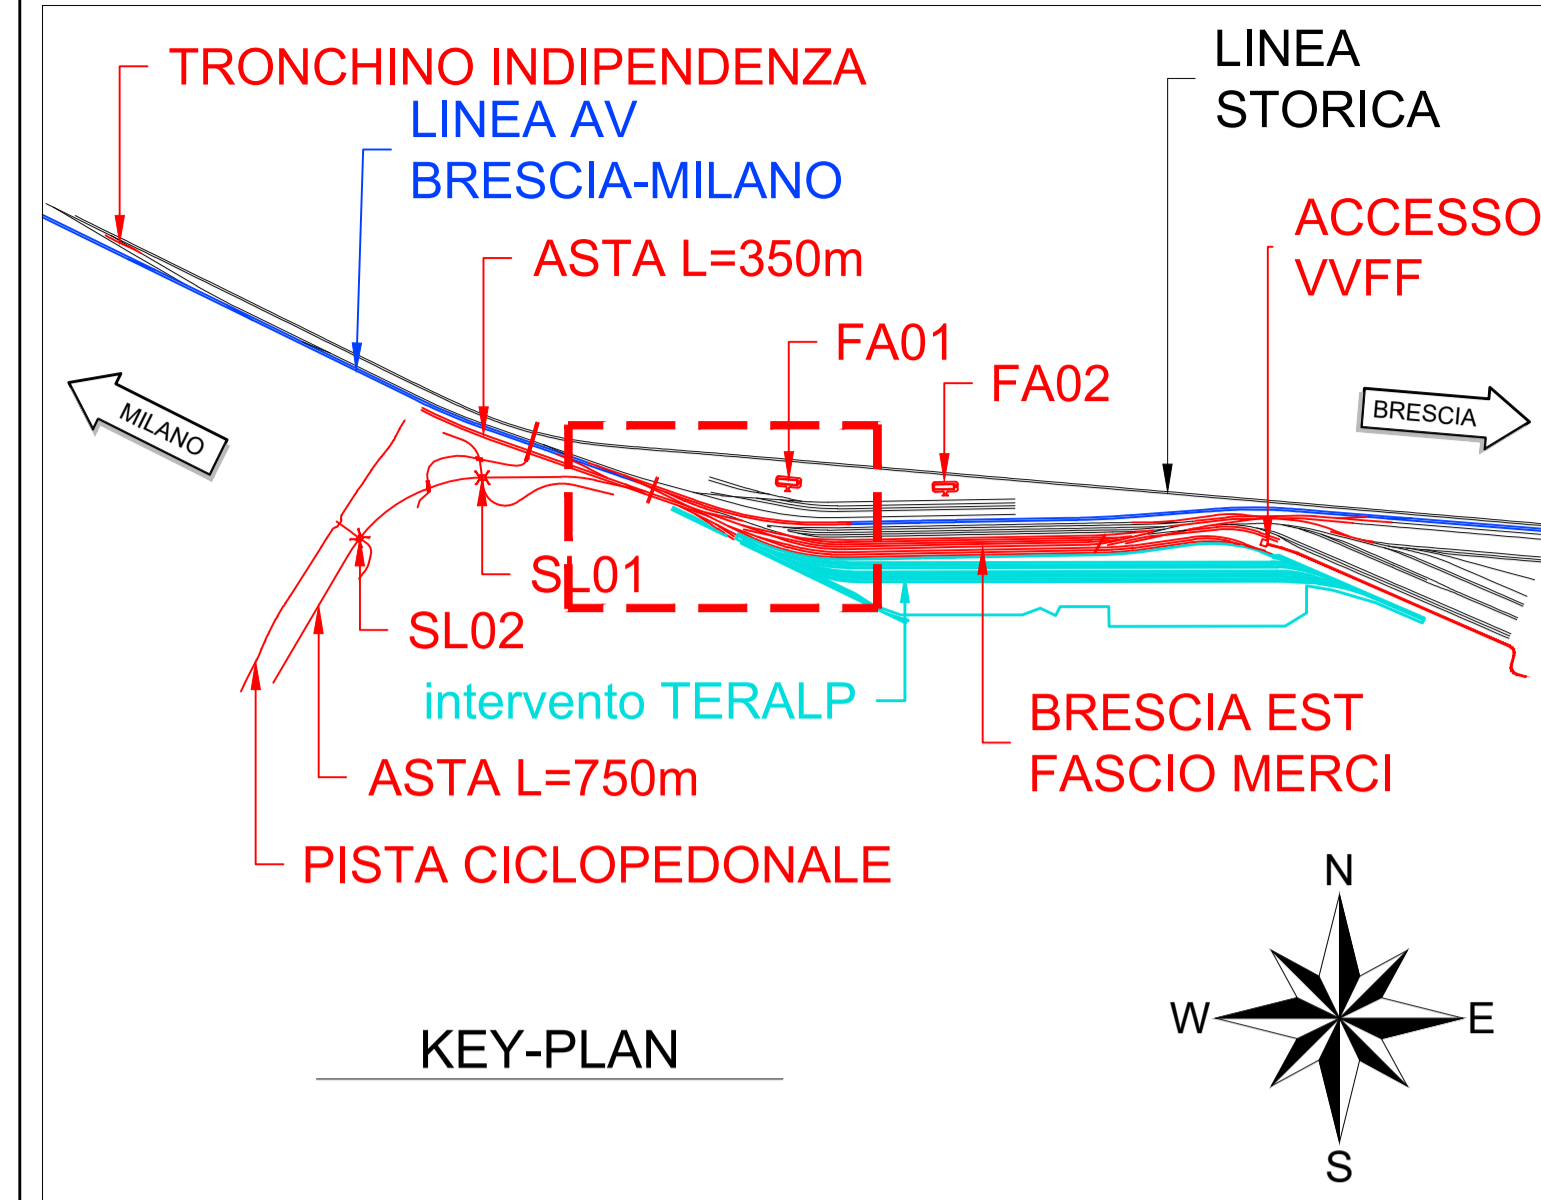 TRONCHINO INDIPENDENZA
LINEA AV
BRESCIA-MILANO
LINEA
STORICA
ASTA L=350m
ACCESSO
VVFF
FA01
FA02
MILANO
BRESCIA
SL01
SL02
intervento TERALP
BRESCIA EST
FASCIO MERCI
ASTA L=750m
PISTA CICLOPEDONALE
KEY-PLAN
N
W
E
S